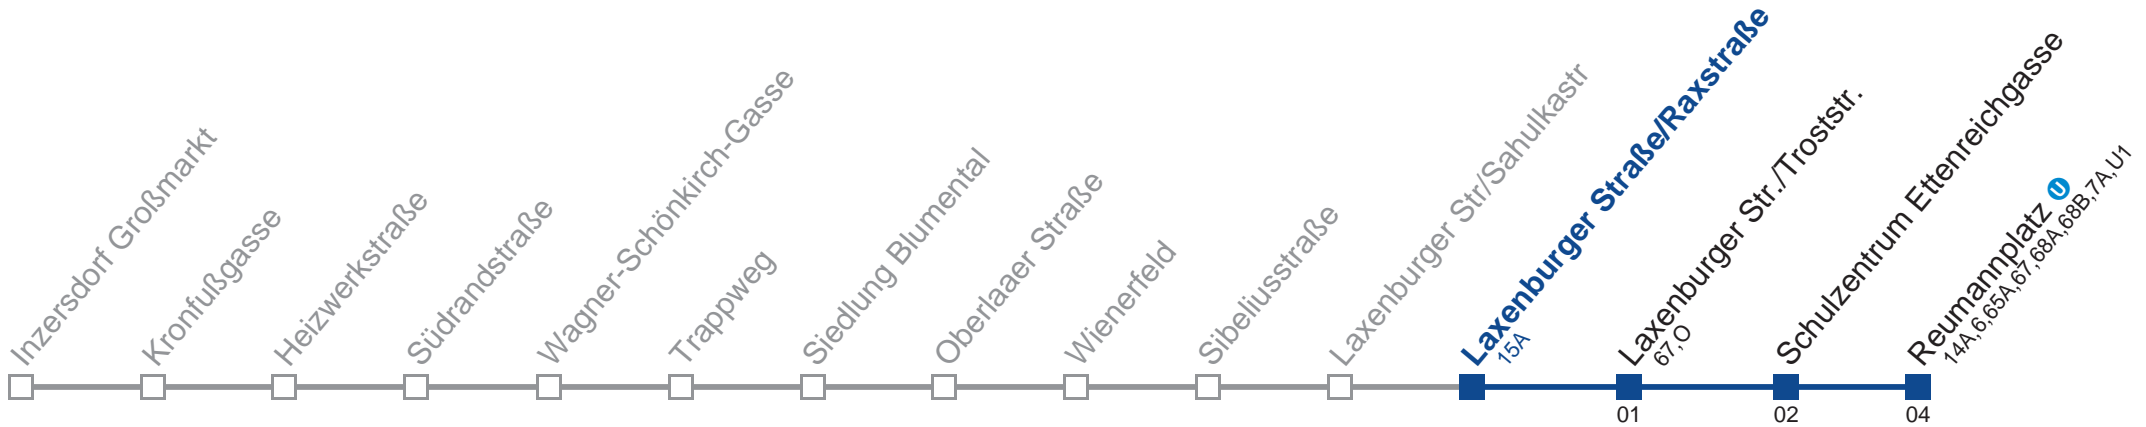 Inzersdorf Großmarkt
Kronfußgasse
Heizwerkstraße
Südrandstraße
Wagner-Schönkirch-Gasse
Trappweg
Siedlung Blumental
Oberlaaer Straße
Wienerfeld
Sibeliusstraße
Laxenburger Str/Sahulkastr
Laxenburger Straße/Raxstraße
15A
Laxenburger Str./Troststr.
67,O
Schulzentrum Ettenreichgasse
Reumannplatz U
14A,6,65A,67,68A,68B,7A,U1
01
02
04